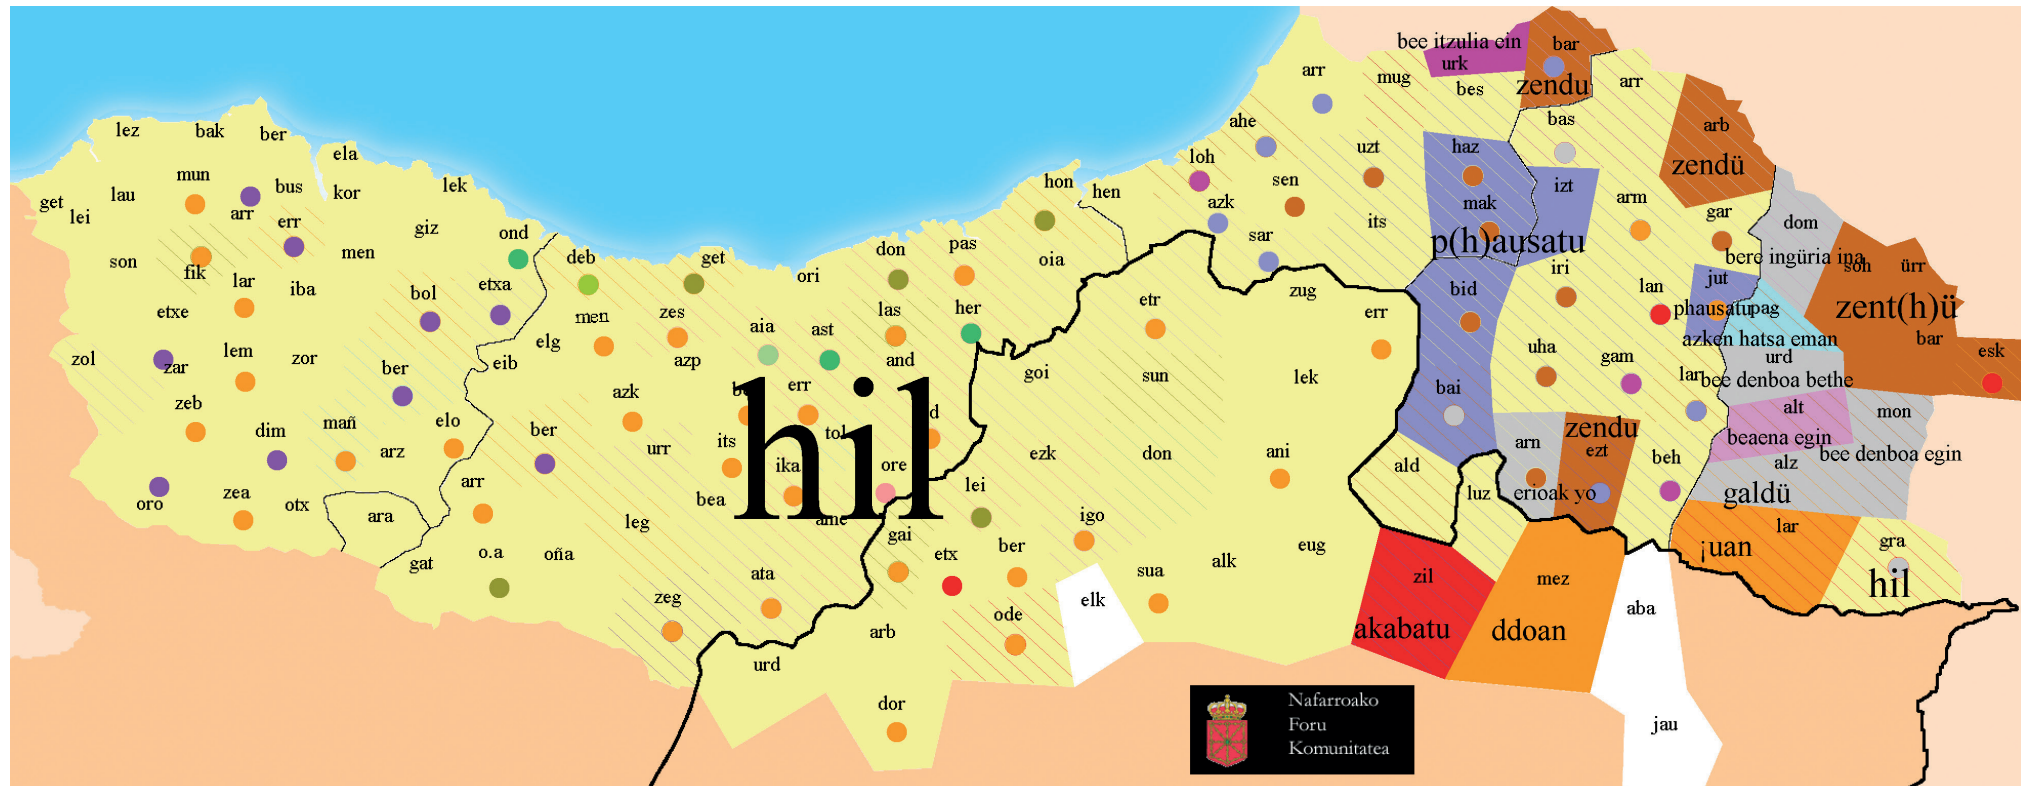 bee itzulia ein
bar
urk
zendu
arr
mug
bes
arr
lez
bak
ber
ahe
bas
arb
ela
uzt
haz
zendü
mun
loh
lau
bus
kor
lek
hon
hen
sen
izt
get
lei
arr
err
azk
its
mak
arm
gar
dom
giz
ond
sar
p(h)ausatu
son
fik
men
deb
get
don
pas
oia
bere ingüria ina
soh
ürr
lar
iba
bol
etxa
ori
iri
lan
jut
etxe
men
zes
aia
ast
las
her
etr
zug
err
bid
phausatu
pag
zent(h)ü
zol
zar
lem
zor
ber
elg
eib
azp
and
goi
sun
lek
uha
gam
lar
azken hatsa eman
urd
bar
esk
zeb
azk
err
bai
bee denboa bethe
dim
mañ
arz
elo
ber
urr
its
tol
hil
ezk
don
ani
ald
arn
zendu
ezt
beh
alt
mon
beaena egin
bee denboa egin
oro
zea
otx
ara
arr
leg
bea
ika
ore
lei
luz
erioak yo
alz
galdü
gat
o.a
oña
ame
gai
etx
ber
igo
alk
eug
lar
juan
gra
hil
zeg
ata
arb
ode
elk
sua
zil
akabatu
mez
ddoan
aba
urd
dor
jau
Nafarroako
Foru
Komunitatea